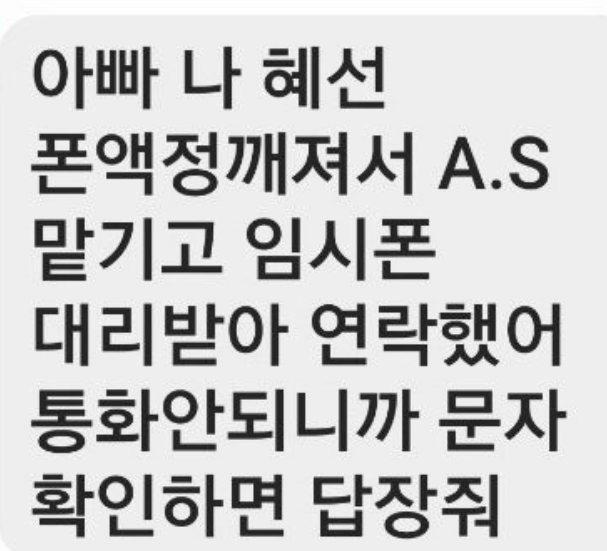 아빠 나 혜선
폰액정깨져서 A.S
맡기고 임시폰
대리받아 연락했어
통화안되니까 문자
확인하면 답장줘